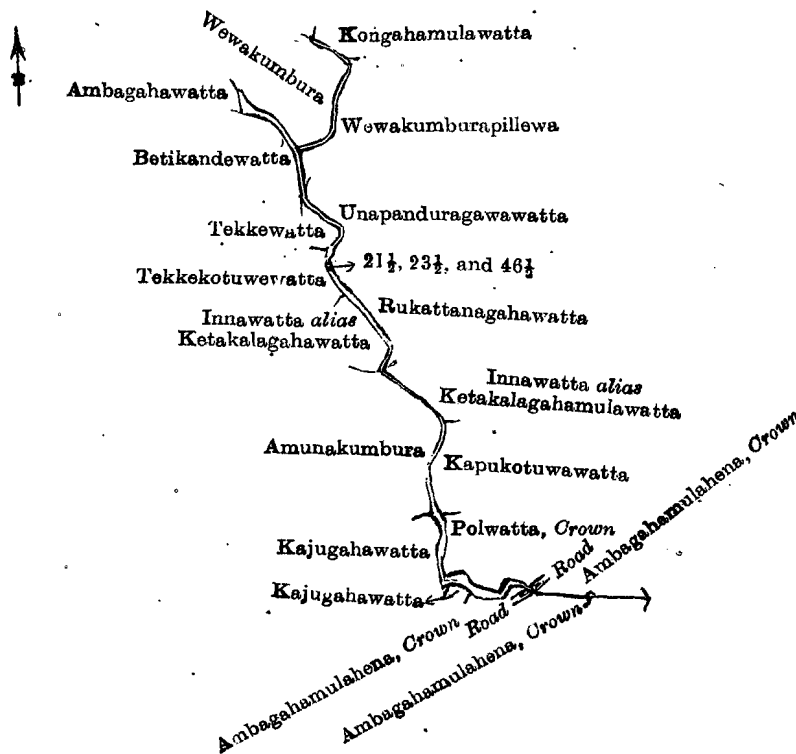 Kongahamulawatta
Wewakumbura
Ambagahawatta
Wewakumburapillewa
Betikandewatta
Unapanduragawawatta
Tekkewatta
21½, 23½, and 46½
Tekkekotuwewatta
Rukattanagahawatta
Innawatta alias
Ketakalagahawatta
Innawatta alias
Ketakalagahamulawatta
Amunakumbura
Kapukotuwawatta
Polwatta, Crown
Kajugahawatta
Kajugahawatta
Road
Ambagahamulahena, Crown
Road
Ambagahamulahena, Crown
Ambagahamulahena, Crown